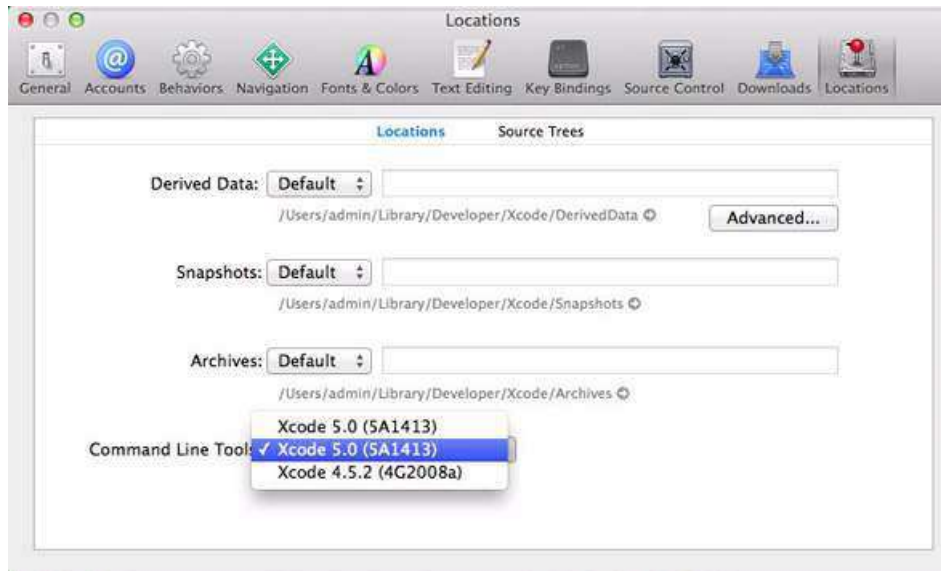 Locations
General Accounts Behaviors Navigation Fonts & Colors Text Editing Key Bindings Source Control Downloads Locations
Locations Source Trees
Derived Data: Default
/Users/admin/Library/Developer/Xcode/DerivedData
Advanced...
Snapshots: Default
/Users/admin/Library/Developer/Xcode/Snapshots
Archives: Default
/Users/admin/Library/Developer/Xcode/Archives
Xcode 5.0 (5A1413)
Command Line Tools ✓ Xcode 5.0 (5A1413)
Xcode 4.5.2 (4G2008a)